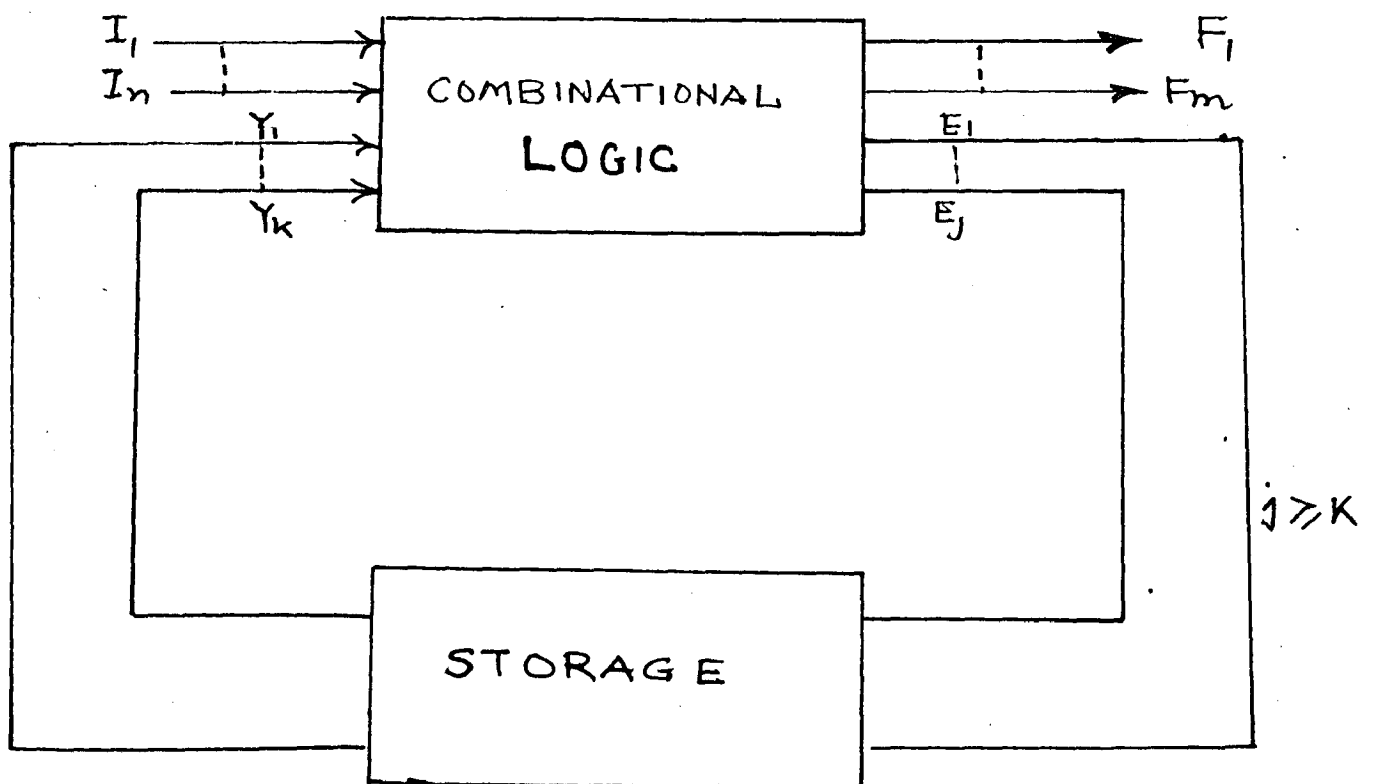 I₁
F₁
Iₙ
COMBINATIONAL
Fₘ
Y₁
E₁
LOGIC
Yₖ
Eⱼ
j ≥ K
STORAGE